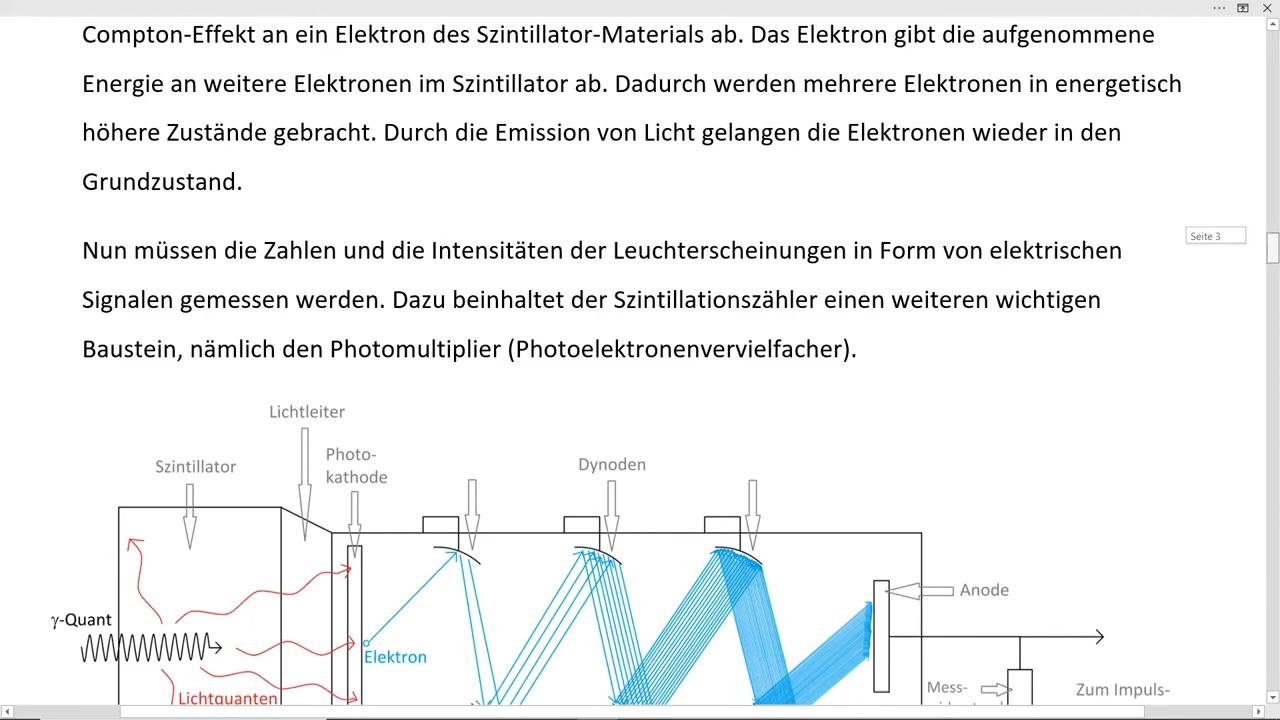 Compton-Effekt an ein Elektron des Szintillator-Materials ab. Das Elektron gibt die aufgenommene
Energie an weitere Elektronen im Szintillator ab. Dadurch werden mehrere Elektronen in energetisch
höhere Zustände gebracht. Durch die Emission von Licht gelangen die Elektronen wieder in den
Grundzustand.
Nun müssen die Zahlen und die Intensitäten der Leuchterscheinungen in Form von elektrischen
Seite 3
Signalen gemessen werden. Dazu beinhaltet der Szintillationszähler einen weiteren wichtigen
Baustein, nämlich den Photomultiplier (Photoelektronenvervielfacher).
Lichtleiter
Photo-
kathode
Szintillator
Dynoden
Anode
γ-Quant
Elektron
Lichtquanten
Mess-
Zum Impuls-